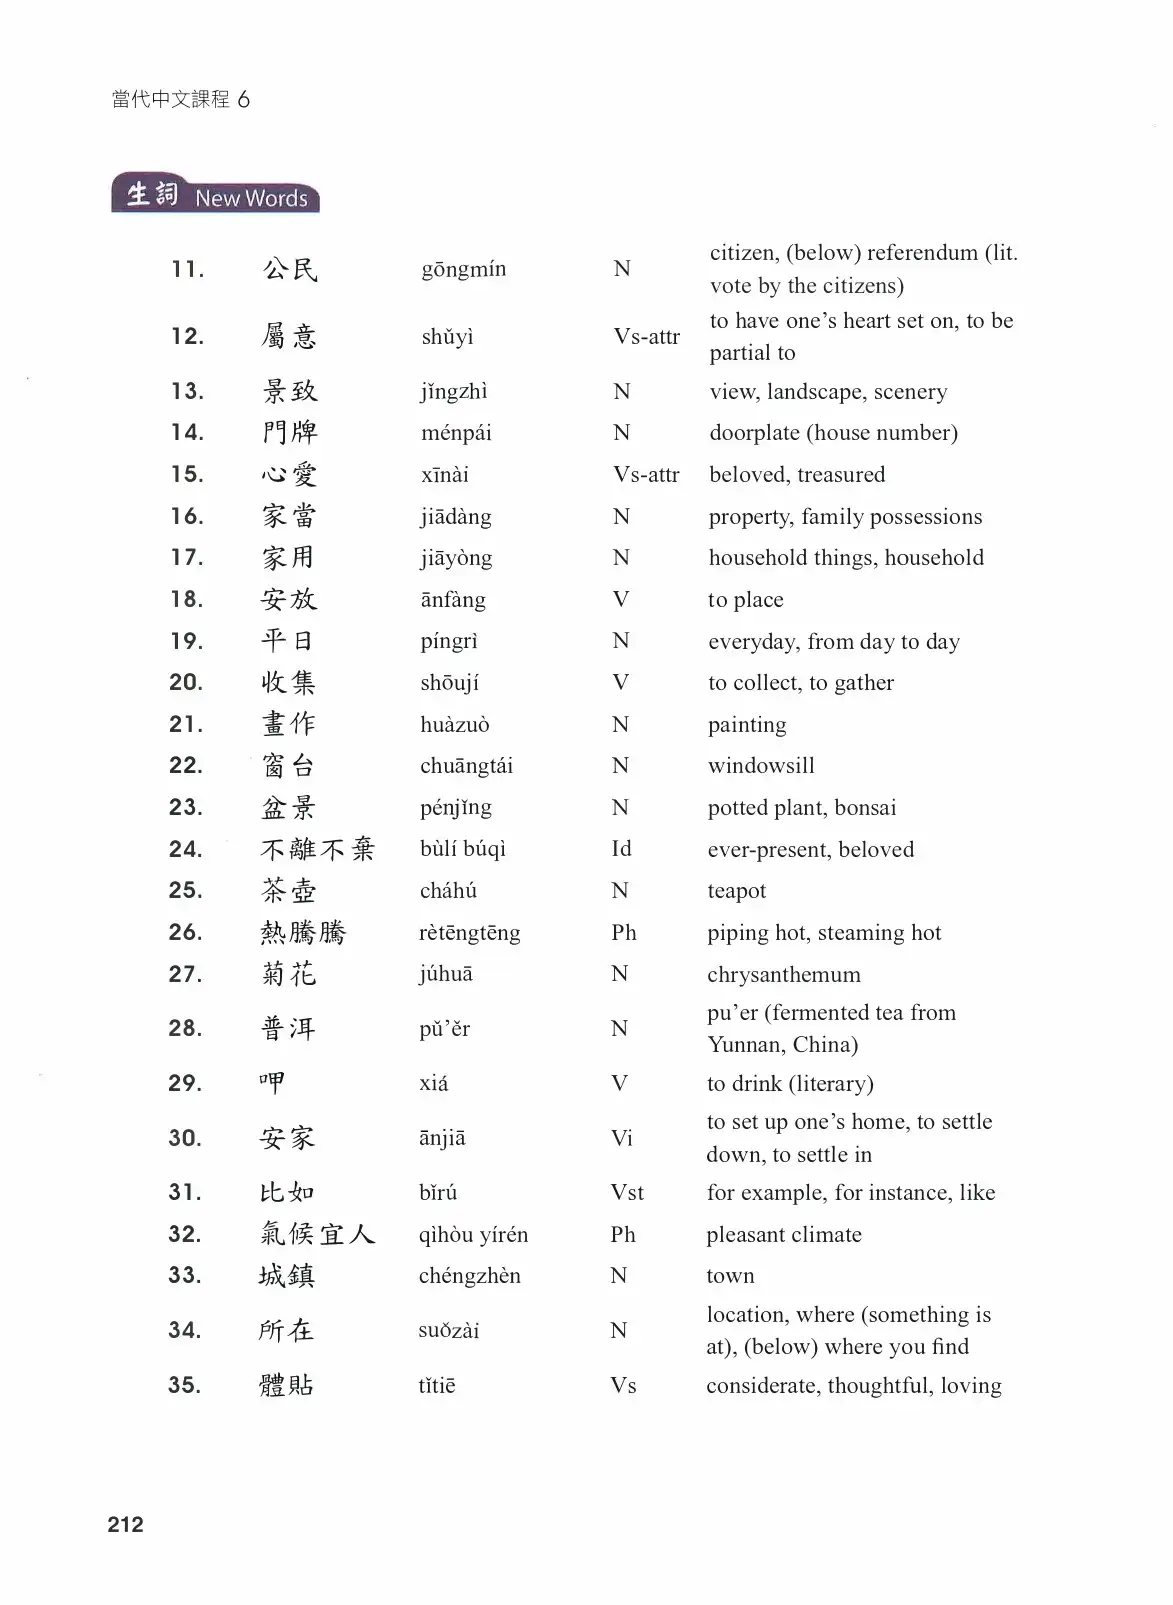 當代中文課程 6
生詞 New Words
11. 公民 gōngmín N citizen, (below) referendum (lit.
vote by the citizens)
12. 屬意 shǔyì Vs-attr to have one’s heart set on, to be
partial to
13. 景致 jǐngzhì N view, landscape, scenery
14. 門牌 ménpái N doorplate (house number)
15. 心愛 xīnài Vs-attr beloved, treasured
16. 家當 jiādàng N property, family possessions
17. 家用 jiāyòng N household things, household
18. 安放 ānfàng V to place
19. 平日 píngrì N everyday, from day to day
20. 收集 shōují V to collect, to gather
21. 畫作 huàzuò N painting
22. 窗台 chuāngtái N windowsill
23. 盆景 pénjǐng N potted plant, bonsai
24. 不離不棄 bùlí búqì Id ever-present, beloved
25. 茶壺 cháhú N teapot
26. 熱騰騰 rètēngtēng Ph piping hot, steaming hot
27. 菊花 júhuā N chrysanthemum
28. 普洱 pǔ’ěr N pu’er (fermented tea from
Yunnan, China)
29. 呷 xiá V to drink (literary)
30. 安家 ānjiā Vi to set up one’s home, to settle
down, to settle in
31. 比如 bǐrú Vst for example, for instance, like
32. 氣候宜人 qìhòu yírén Ph pleasant climate
33. 城鎮 chéngzhèn N town
34. 所在 suǒzài N location, where (something is
at), (below) where you find
35. 體貼 tǐtiē Vs considerate, thoughtful, loving
212